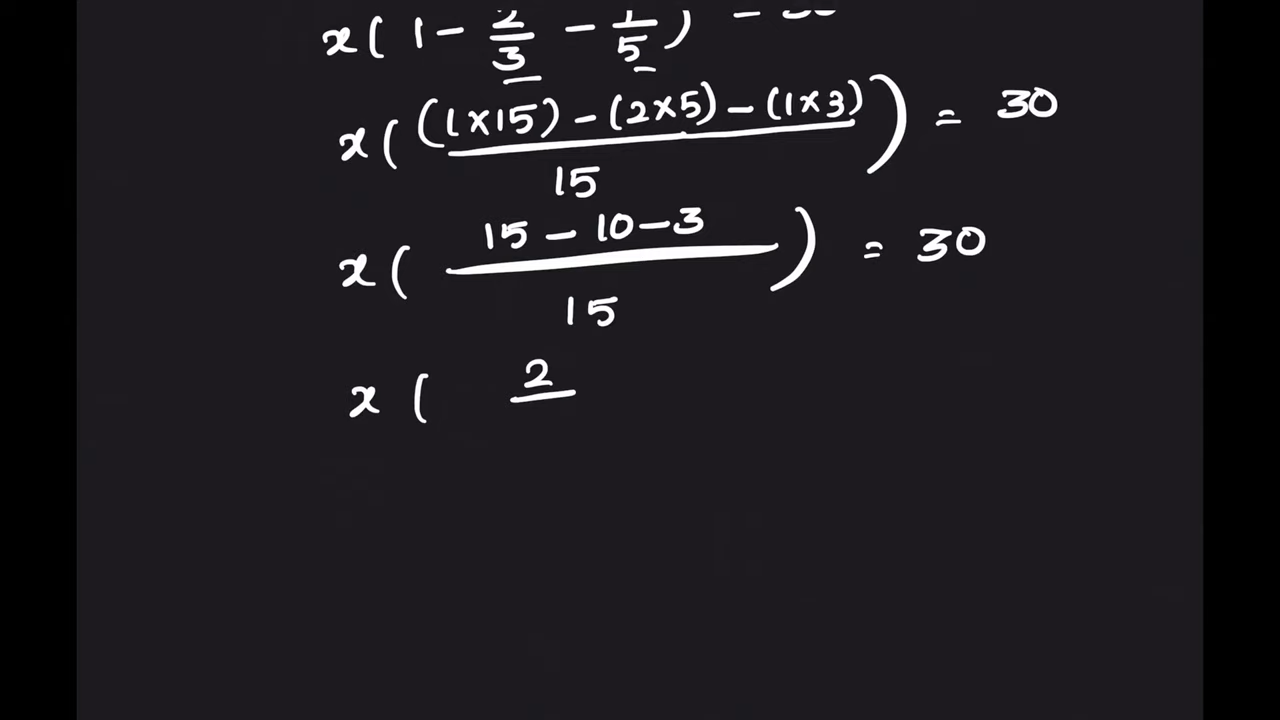 x( 1 - 2/3 - 1/5 ) = 30
x( ((1×15) - (2×5) - (1×3))/15 ) = 30
x( (15 - 10 - 3)/15 ) = 30
x ( 2/